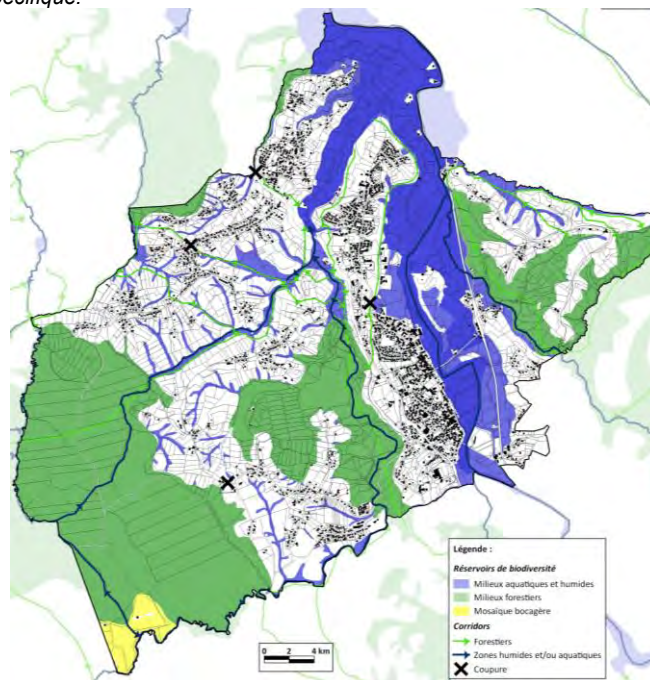 pécifique.
Légende :
Réservoirs de biodiversité
Milieux aquatiques et humides
Milieux forestiers
Mosaïque bocagère
Corridors
Forestiers
Zones humides et/ou aquatiques
Coupure
0 2 4 km